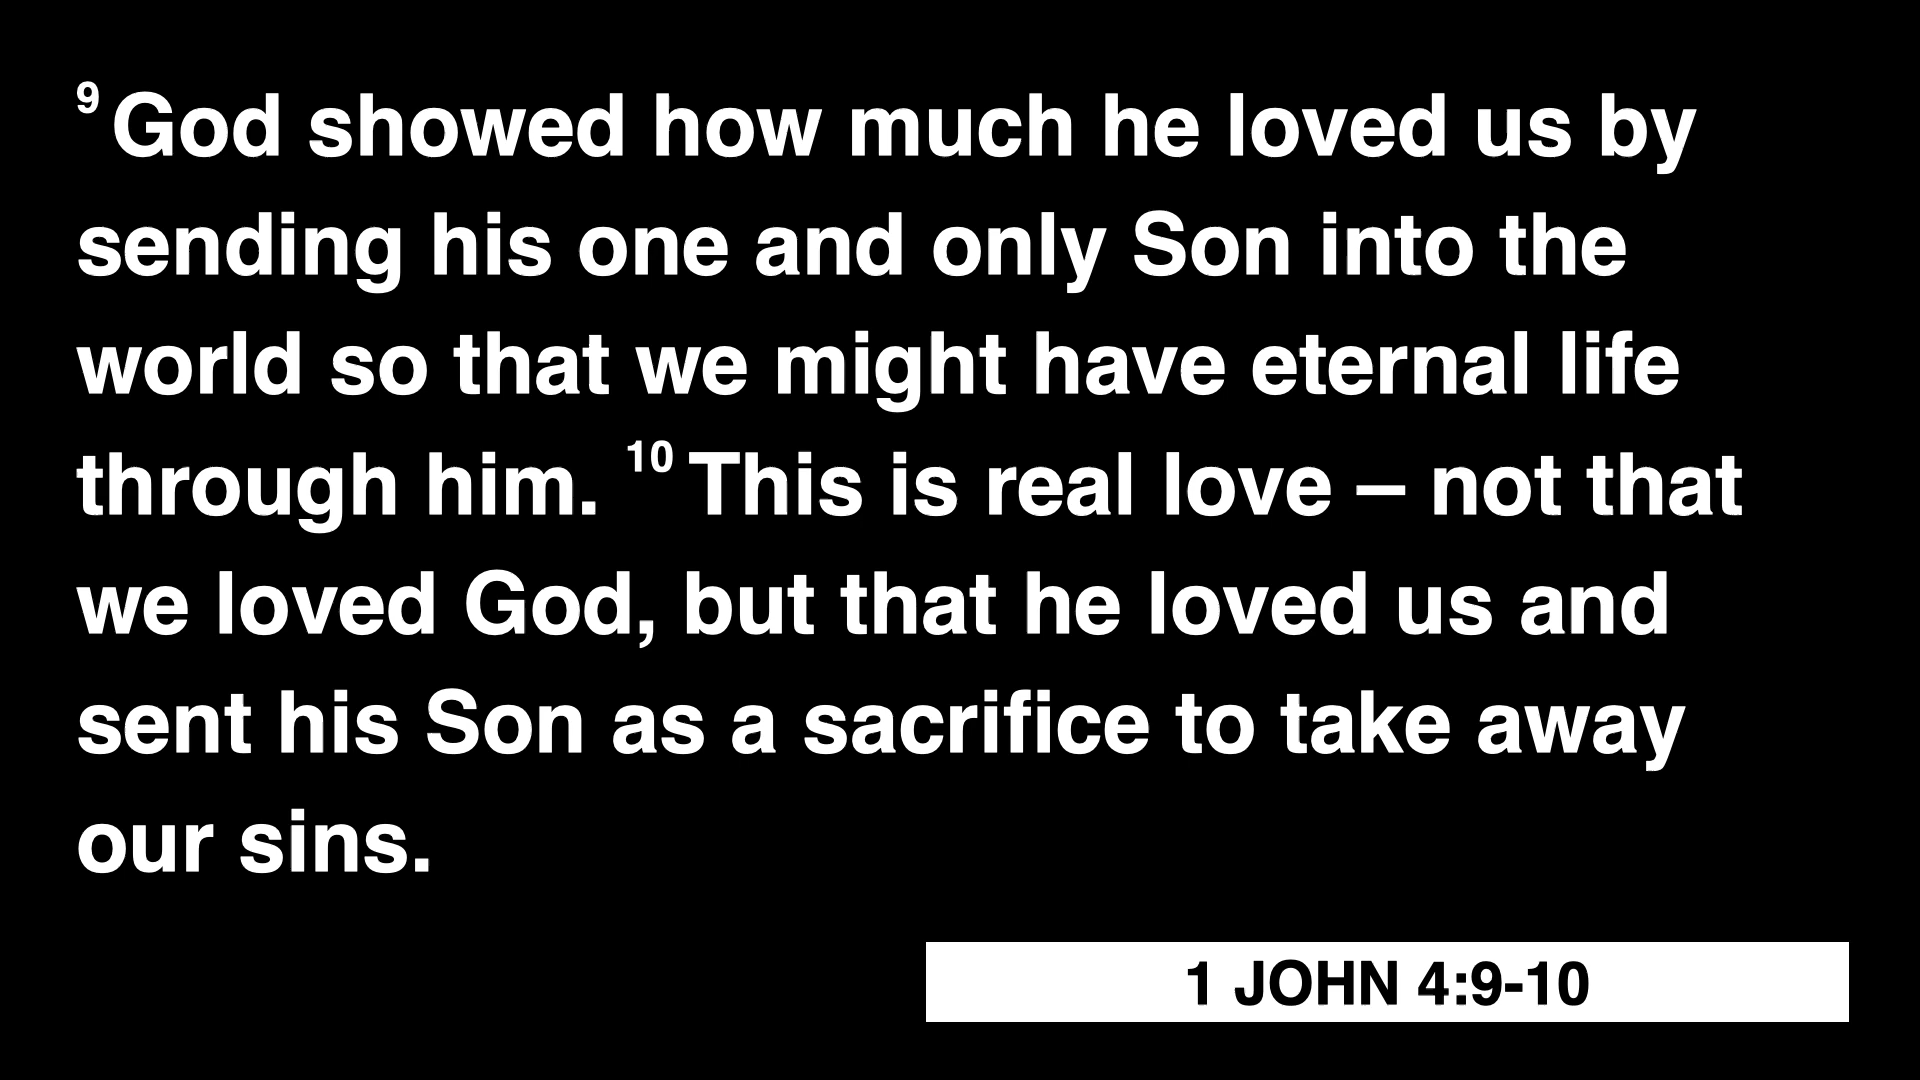 9 God showed how much he loved us by
sending his one and only Son into the
world so that we might have eternal life
through him. 10 This is real love – not that
we loved God, but that he loved us and
sent his Son as a sacrifice to take away
our sins.
1 JOHN 4:9-10